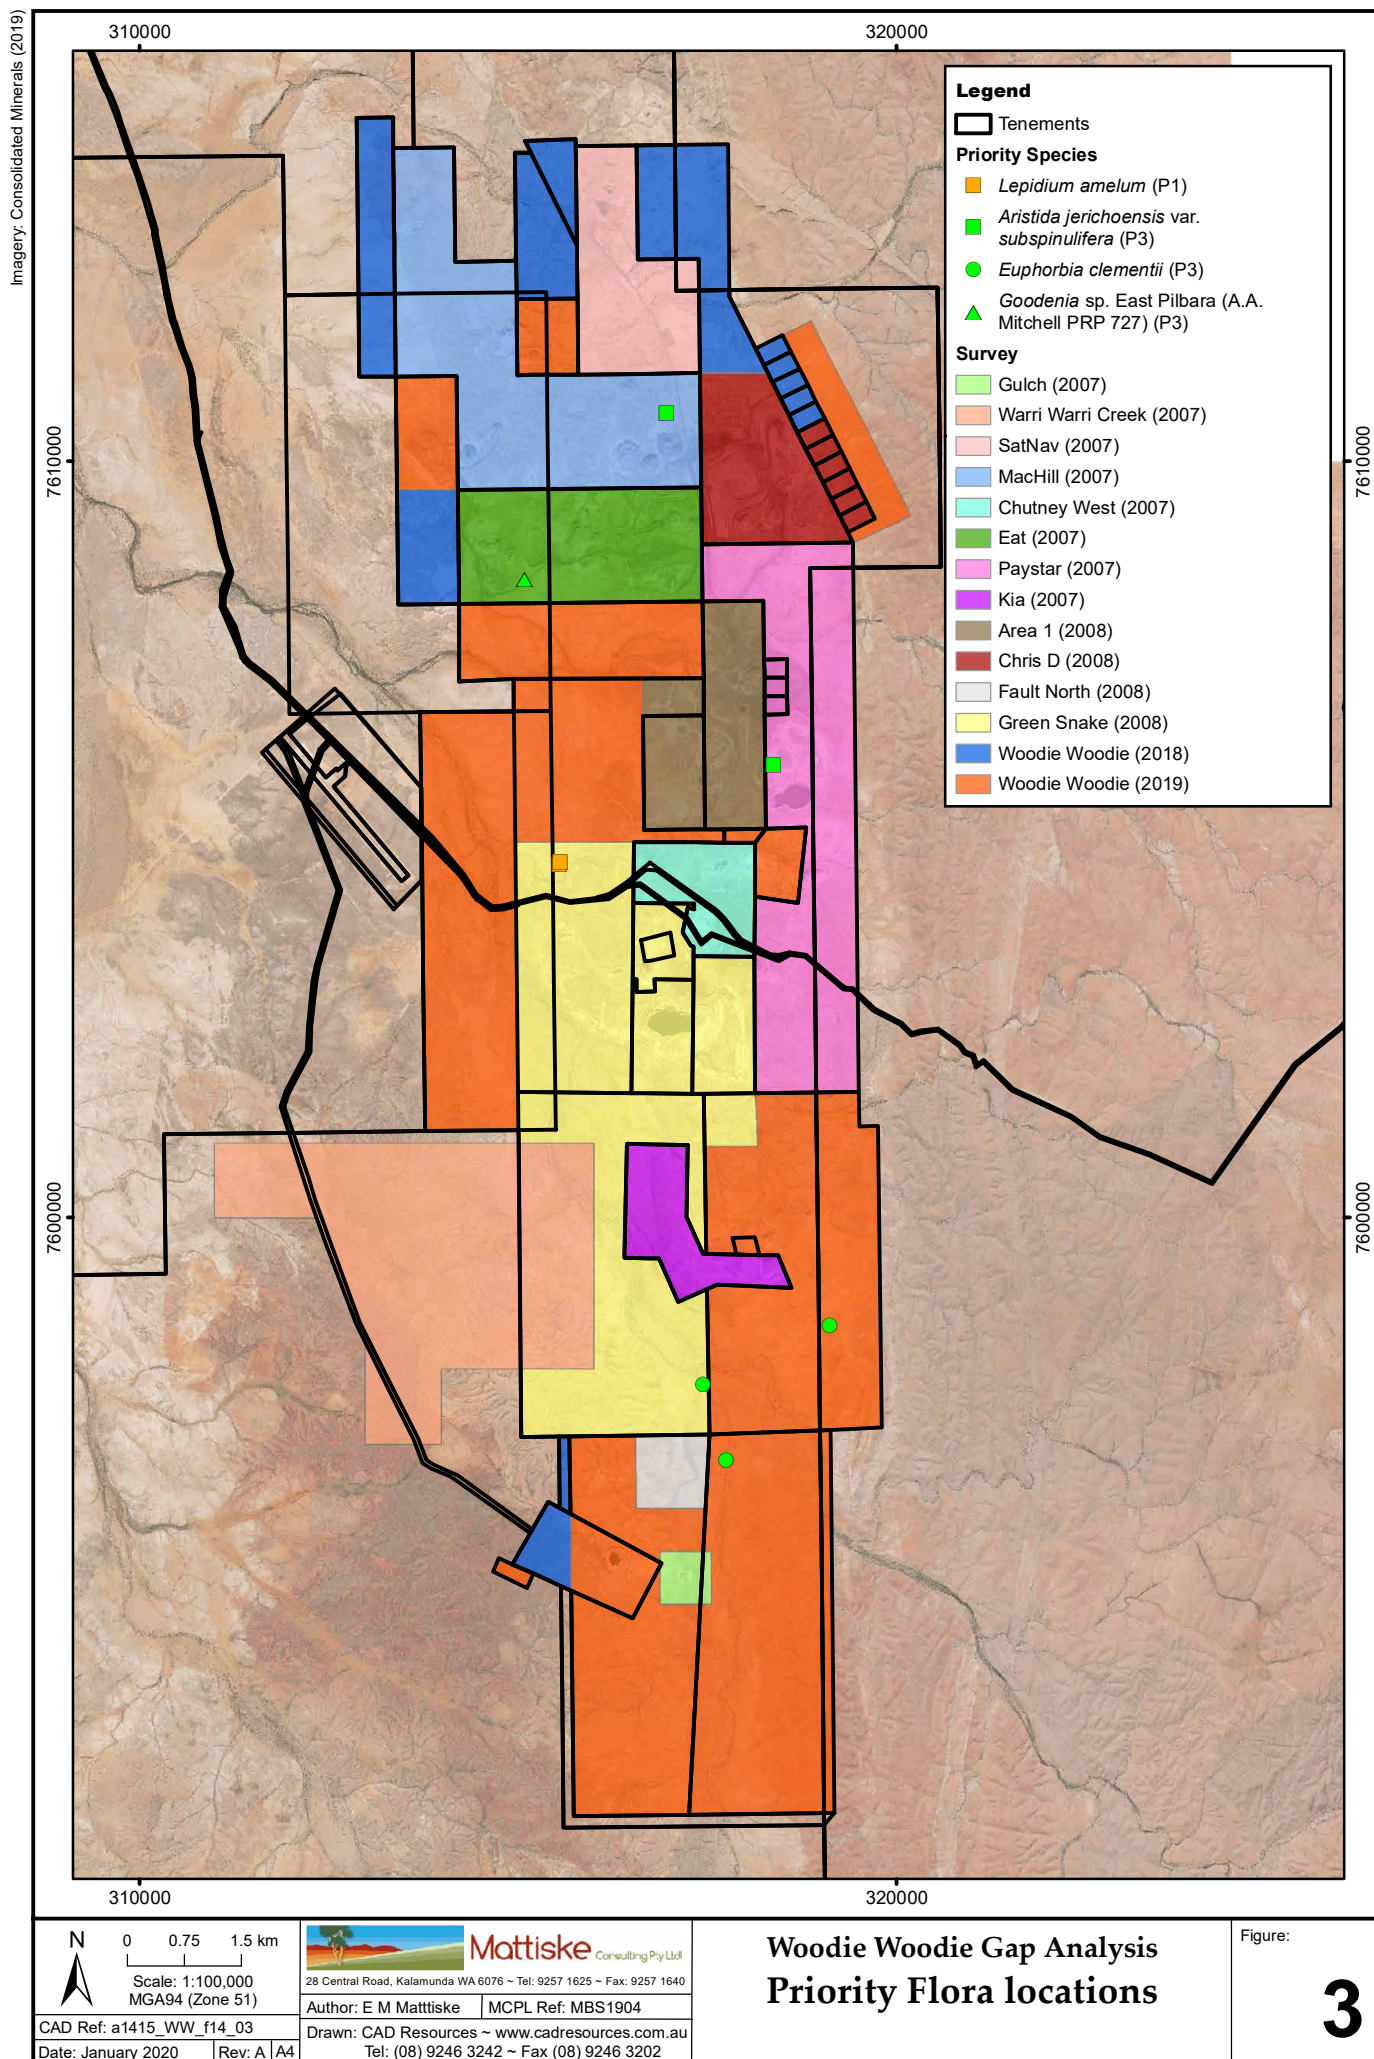 Imagery: Consolidated Minerals (2019)
310000
320000
7610000
7610000
7600000
7600000
310000
320000
Legend
Tenements
Priority Species
Lepidium amelum (P1)
Aristida jerichoensis var.
subspinulifera (P3)
Euphorbia clementii (P3)
Goodenia sp. East Pilbara (A.A.
Mitchell PRP 727) (P3)
Survey
Gulch (2007)
Warri Warri Creek (2007)
SatNav (2007)
MacHill (2007)
Chutney West (2007)
Eat (2007)
Paystar (2007)
Kia (2007)
Area 1 (2008)
Chris D (2008)
Fault North (2008)
Green Snake (2008)
Woodie Woodie (2018)
Woodie Woodie (2019)
N
0 0.75 1.5 km
Scale: 1:100,000
MGA94 (Zone 51)
CAD Ref: a1415_WW_f14_03
Date: January 2020 Rev: A A4
Mattiske Consulting Pty Ltd
28 Central Road, Kalamunda WA 6076 ~ Tel: 9257 1625 ~ Fax: 9257 1640
Author: E M Matttiske MCPL Ref: MBS1904
Drawn: CAD Resources ~ www.cadresources.com.au
Tel: (08) 9246 3242 ~ Fax (08) 9246 3202
Woodie Woodie Gap Analysis
Priority Flora locations
Figure:
3